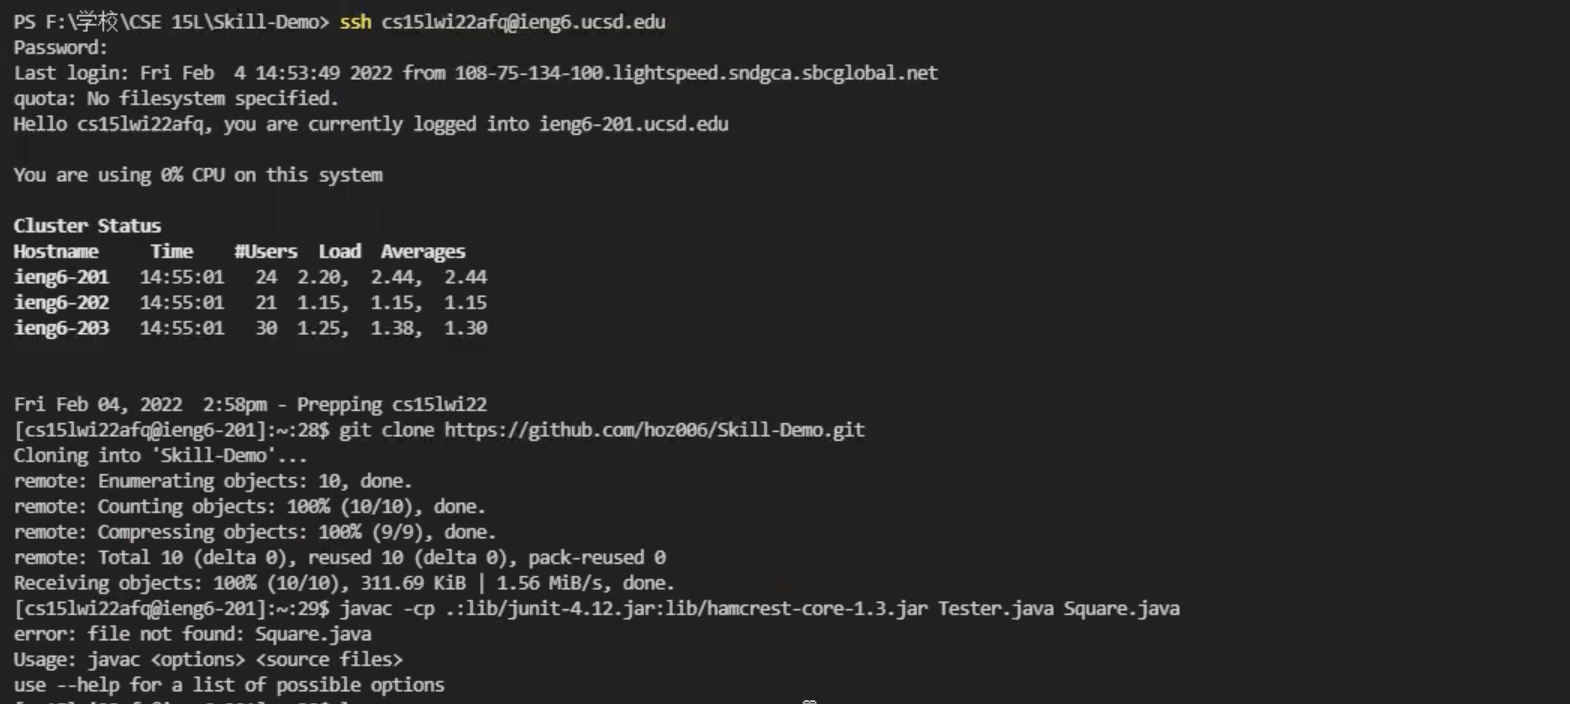 PS F:\学校\CSE 15L\Skill-Demo> ssh cs15lwi22afq@ieng6.ucsd.edu
Password:
Last login: Fri Feb  4 14:53:49 2022 from 108-75-134-100.lightspeed.sndgca.sbcglobal.net
quota: No filesystem specified.
Hello cs15lwi22afq, you are currently logged into ieng6-201.ucsd.edu
You are using 0% CPU on this system
Cluster Status
Hostname     Time    #Users  Load  Averages
ieng6-201   14:55:01   24  2.20,  2.44,  2.44
ieng6-202   14:55:01   21  1.15,  1.15,  1.15
ieng6-203   14:55:01   30  1.25,  1.38,  1.30
Fri Feb 04, 2022  2:58pm - Prepping cs15lwi22
[cs15lwi22afq@ieng6-201]:~:28$ git clone https://github.com/hoz006/Skill-Demo.git
Cloning into 'Skill-Demo'...
remote: Enumerating objects: 10, done.
remote: Counting objects: 100% (10/10), done.
remote: Compressing objects: 100% (9/9), done.
remote: Total 10 (delta 0), reused 10 (delta 0), pack-reused 0
Receiving objects: 100% (10/10), 311.69 KiB | 1.56 MiB/s, done.
[cs15lwi22afq@ieng6-201]:~:29$ javac -cp .:lib/junit-4.12.jar:lib/hamcrest-core-1.3.jar Tester.java Square.java
error: file not found: Square.java
Usage: javac <options> <source files>
use --help for a list of possible options